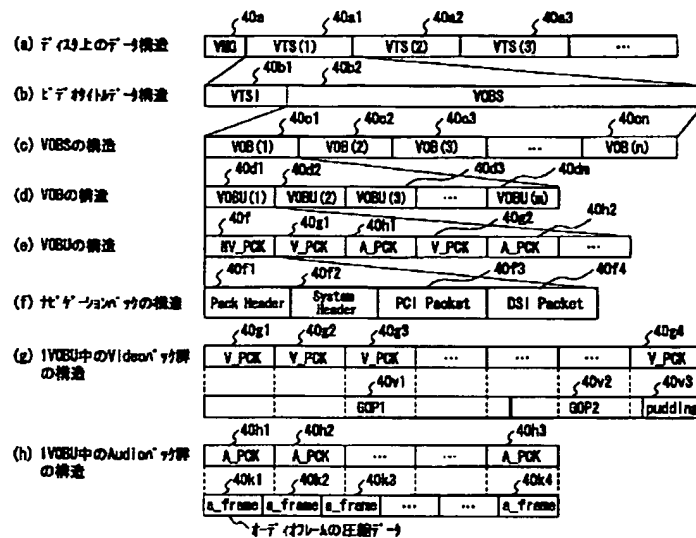 40a 40a1 40a2 40a3
(a) ディスク上のデータ構造 VMG VTS(1) VTS(2) VTS(3) ...
40b1 40b2
(b) ビデオタイトルデータ構造 VTSI VOBS
40c1 40c2 40c3 40cn
(c) VOBSの構造 VOB(1) VOB(2) VOB(3) ... VOB(n)
40d1 40d2 40d3 40dm
(d) VOBの構造 VOBU(1) VOBU(2) VOBU(3) ... VOBU(m)
40f 40g1 40h1 40g2 40h2
(e) VOBUの構造 NV_PCK V_PCK A_PCK V_PCK A_PCK ...
40f1 40f2 40f3 40f4
(f) ナビゲーションパックの構造 Pack Header System Header PCI Packet DSI Packet
40g1 40g2 40g3 40g4
(g) 1VOBU中のVideoパック群の構造 V_PCK V_PCK V_PCK ... ... ... V_PCK
40v1 40v2 40v3
GOP1 GOP2 pudding
40h1 40h2 40h3
(h) 1VOBU中のAudioパック群の構造 A_PCK A_PCK ... ... A_PCK
40k1 40k2 40k3 40k4
a_frame a_frame a_frame ... ... a_frame
オーディオフレームの圧縮データ